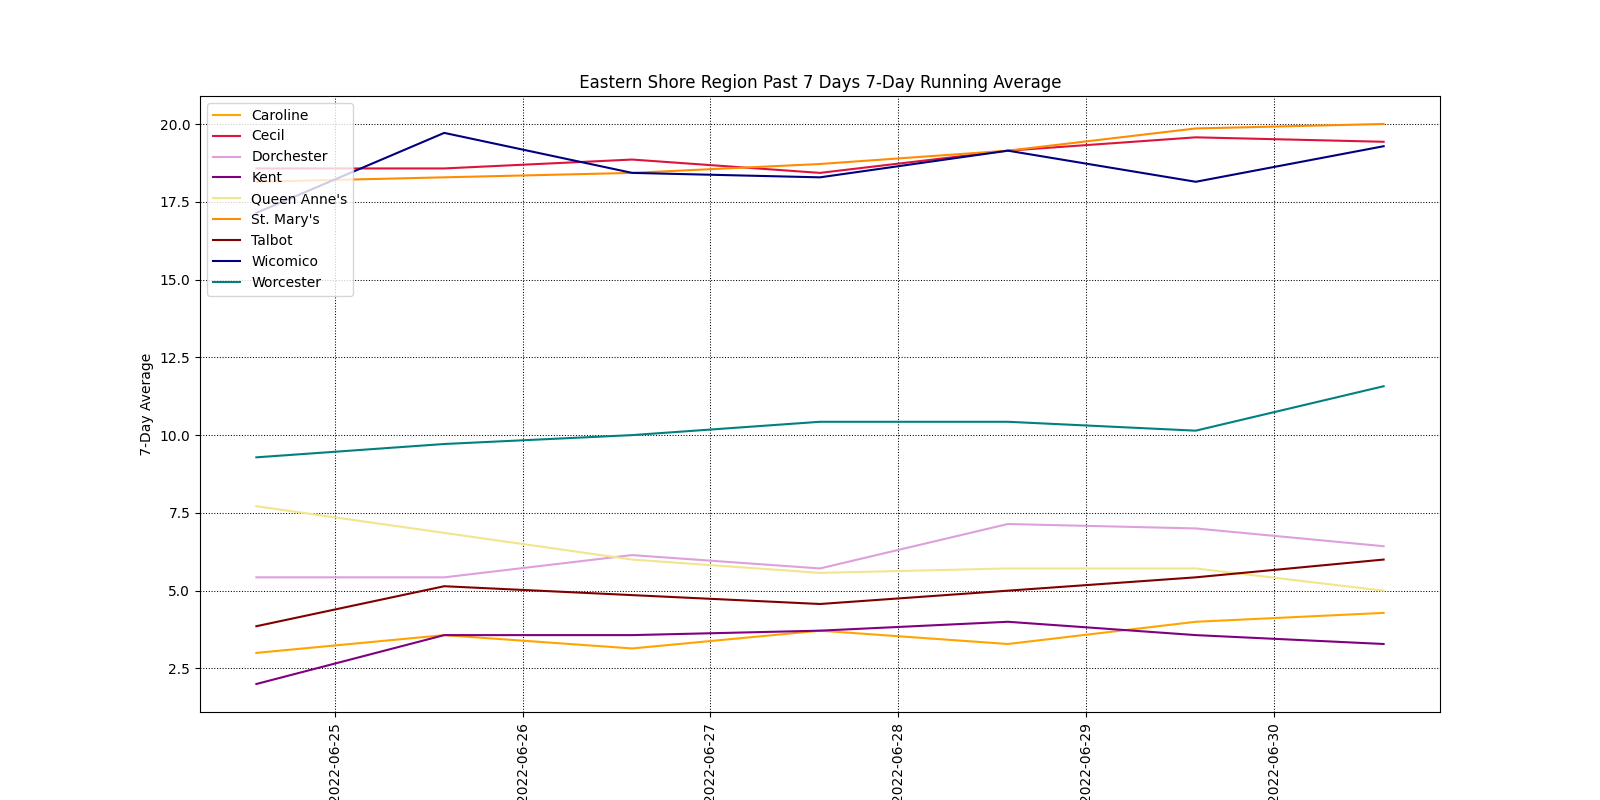 Eastern Shore Region Past 7 Days 7-Day Running Average
Caroline
Cecil
Dorchester
Kent
Queen Anne's
St. Mary's
Talbot
Wicomico
Worcester
7-Day Average
20.0
17.5
15.0
12.5
10.0
7.5
5.0
2.5
2022-06-25
2022-06-26
2022-06-27
2022-06-28
2022-06-29
2022-06-30